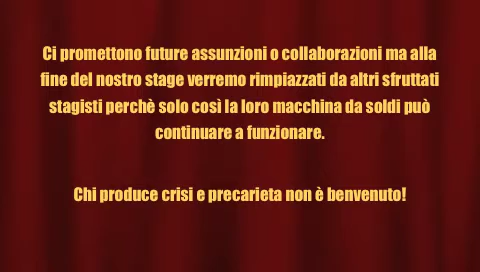 Ci promettono future assunzioni o collaborazioni ma alla
fine del nostro stage verremo rimpiazzati da altri sfruttati
stagisti perchè solo così la loro macchina da soldi può
continuare a funzionare.
Chi produce crisi e precarieta non è benvenuto!